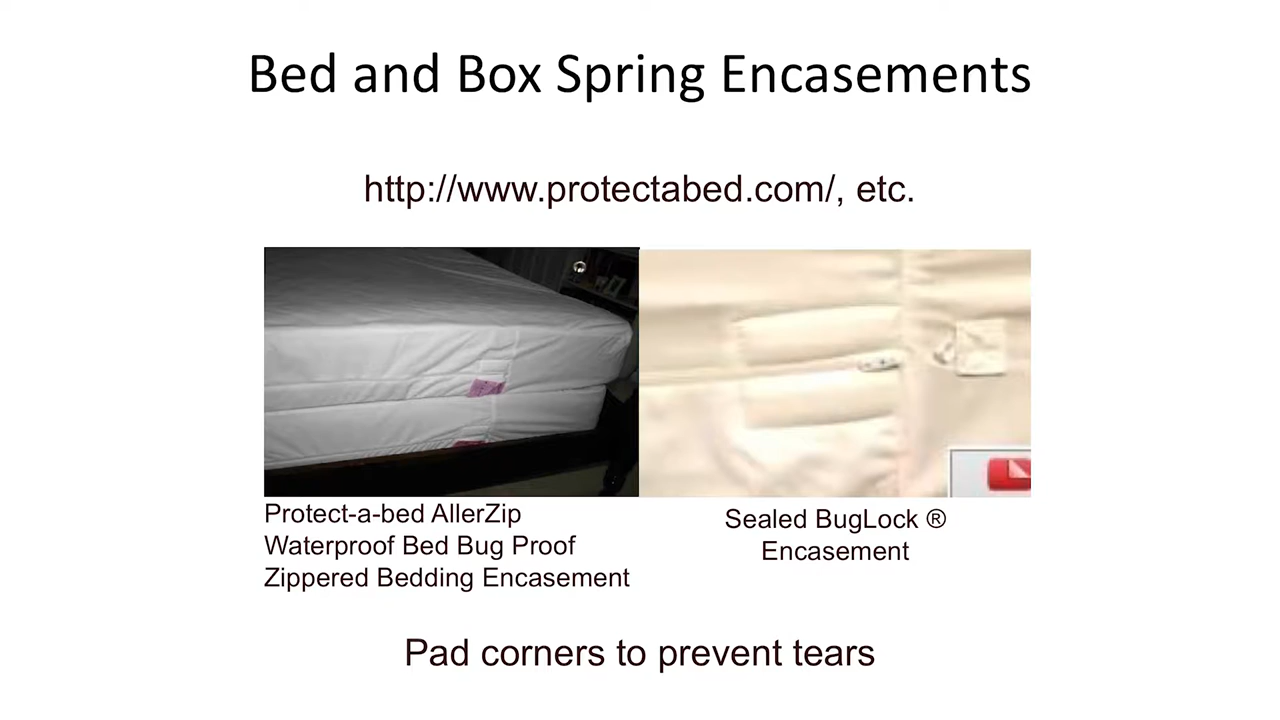 Bed and Box Spring Encasements
http://www.protectabed.com/, etc.
Protect-a-bed AllerZip
Waterproof Bed Bug Proof
Zippered Bedding Encasement
Sealed BugLock ®
Encasement
Pad corners to prevent tears